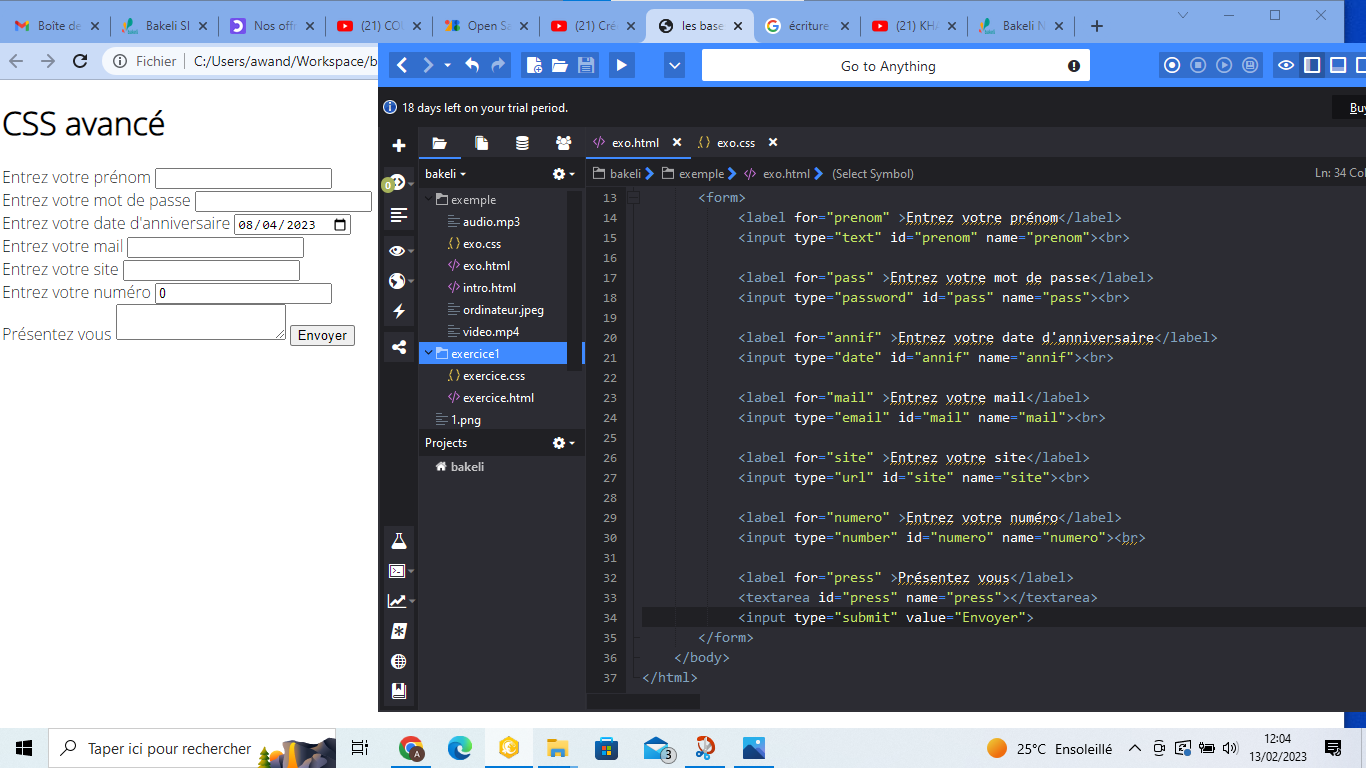 Boîte de
Bakeli Sl
Nos offr
(21) CO
Open Sa
(21) Cré
les base
écriture
(21) KHA
Bakeli N
Fichier
C:/Users/awand/Workspace/b
Go to Anything
18 days left on your trial period.
Buy
CSS avancé
Entrez votre prénom
Entrez votre mot de passe
Entrez votre date d'anniversaire 08/04/2023
Entrez votre mail
Entrez votre site
Entrez votre numéro 0
Présentez vous
Envoyer
0
bakeli
exemple
audio.mp3
exo.css
exo.html
intro.html
ordinateur.jpeg
video.mp4
exercice1
exercice.css
exercice.html
1.png
Projects
bakeli
exo.html
exo.css
bakeli
exemple
exo.html
(Select Symbol)
Ln: 34 Col
13 <form>
14 <label for="prenom" >Entrez votre prénom</label>
15 <input type="text" id="prenom" name="prenom"><br>
16
17 <label for="pass" >Entrez votre mot de passe</label>
18 <input type="password" id="pass" name="pass"><br>
19
20 <label for="annif" >Entrez votre date d'anniversaire</label>
21 <input type="date" id="annif" name="annif"><br>
22
23 <label for="mail" >Entrez votre mail</label>
24 <input type="email" id="mail" name="mail"><br>
25
26 <label for="site" >Entrez votre site</label>
27 <input type="url" id="site" name="site"><br>
28
29 <label for="numero" >Entrez votre numéro</label>
30 <input type="number" id="numero" name="numero"><br>
31
32 <label for="press" >Présentez vous</label>
33 <textarea id="press" name="press"></textarea>
34 <input type="submit" value="Envoyer">
35 </form>
36 </body>
37 </html>
Taper ici pour rechercher
A
3
25°C Ensoleillé
12:04
13/02/2023